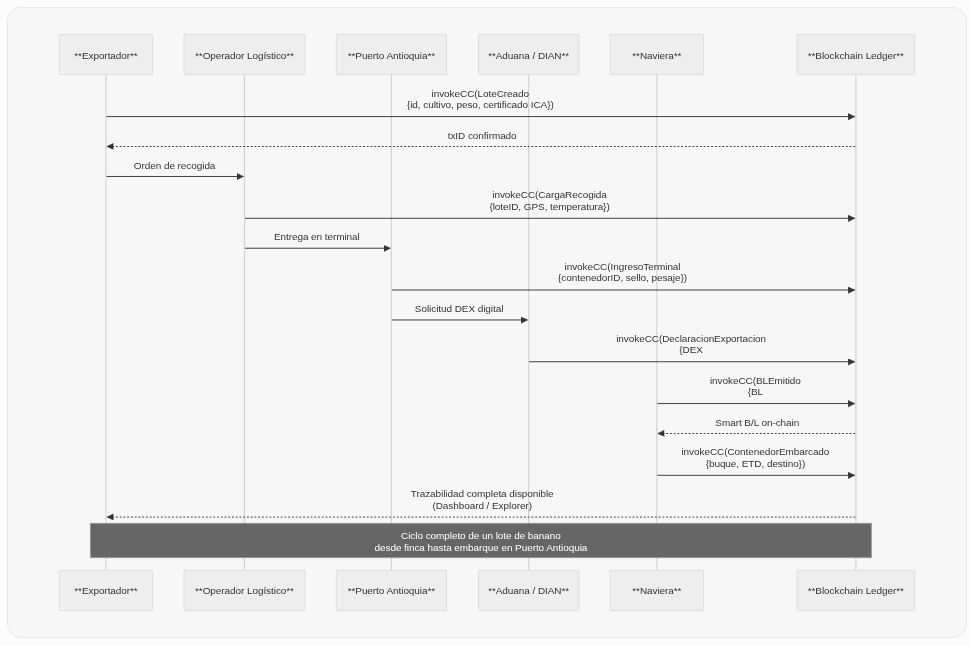 **Exportador**
**Operador Logístico**
**Puerto Antioquia**
**Aduana / DIAN**
**Naviera**
**Blockchain Ledger**
invokeCC(LoteCreado
{id, cultivo, peso, certificado ICA})
txID confirmado
Orden de recogida
invokeCC(CargaRecogida
{loteID, GPS, temperatura})
Entrega en terminal
invokeCC(IngresoTerminal
{contenedorID, sello, pesaje})
Solicitud DEX digital
invokeCC(DeclaracionExportacion
{DEX
invokeCC(BLEmitido
{BL
Smart B/L on-chain
invokeCC(ContenedorEmbarcado
{buque, ETD, destino})
Trazabilidad completa disponible
(Dashboard / Explorer)
Ciclo completo de un lote de banano
desde finca hasta embarque en Puerto Antioquia
**Exportador**
**Operador Logístico**
**Puerto Antioquia**
**Aduana / DIAN**
**Naviera**
**Blockchain Ledger**